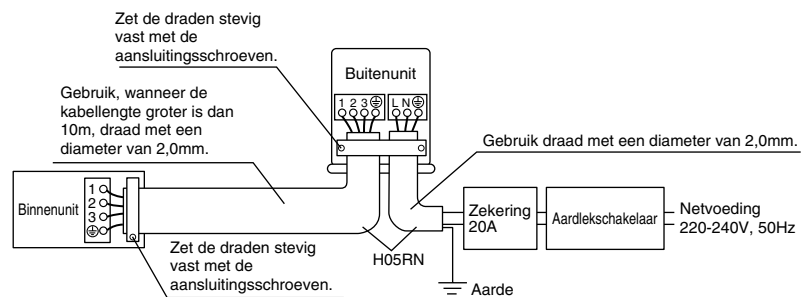 Zet de draden stevig
vast met de
aansluitingsschroeven.
Buitenunit
1 2 3
L N
Gebruik, wanneer de
kabellengte groter is dan
10m, draad met een
diameter van 2,0mm.
Gebruik draad met een diameter van 2,0mm.
Binnenunit
1
2
3
Zet de draden stevig
vast met de
aansluitingsschroeven.
H05RN
Zekering
20A
Aardlekschakelaar
Netvoeding
220-240V, 50Hz
Aarde